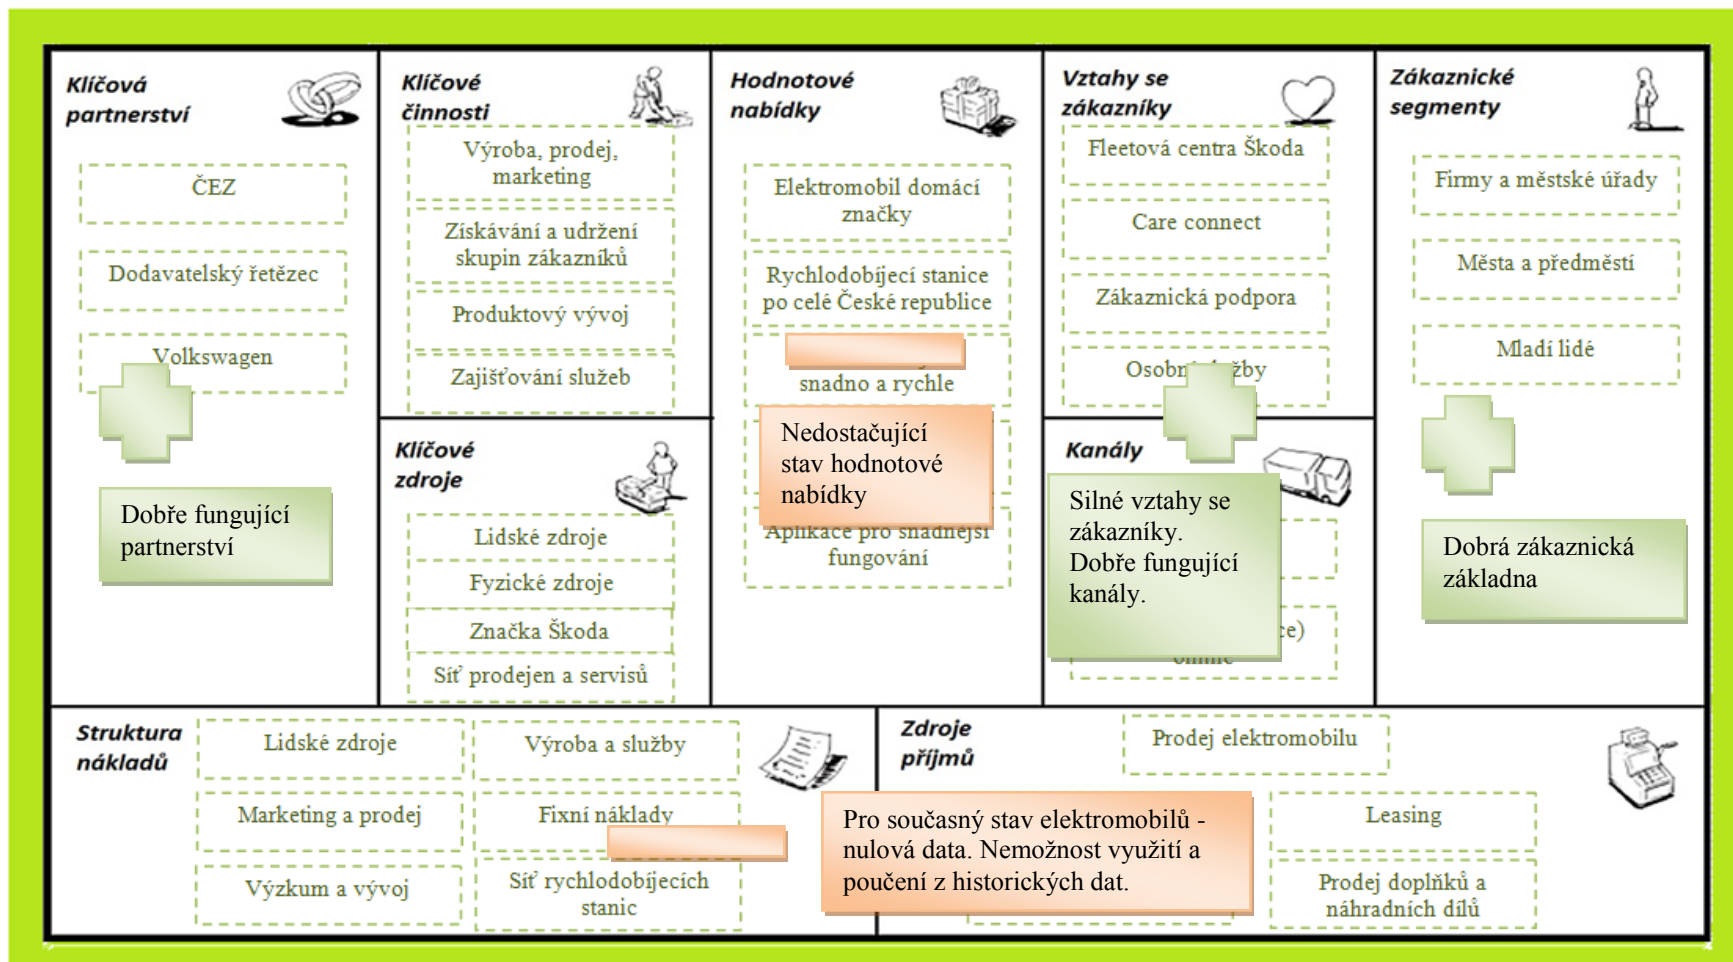 Klíčová
partnerství
ČEZ
Dodavatelský řetězec
Volkswagen
Dobře fungující
partnerství
Klíčové
činnosti
Výroba, prodej,
marketing
Získávání a udržení
skupin zákazníků
Produktový vývoj
Zajišťování služeb
Klíčové
zdroje
Lidské zdroje
Fyzické zdroje
Značka Škoda
Síť prodejen a servisů
Hodnotové
nabídky
Elektromobil domácí
značky
Rychlodobíjecí stanice
po celé České republice
snadno a rychle
Nedostačující
stav hodnotové
nabídky
Aplikace pro snadnější
fungování
Vztahy se
zákazníky
Fleetová centra Škoda
Care connect
Zákaznická podpora
Kanály
Silné vztahy se
zákazníky.
Dobře fungující
kanály.
Zákaznické
segmenty
Firmy a městské úřady
Města a předměstí
Mladí lidé
Dobrá zákaznická
základna
Struktura
nákladů
Lidské zdroje
Výroba a služby
Marketing a prodej
Fixní náklady
Výzkum a vývoj
Síť rychlodobíjecích
stanic
Zdroje
příjmů
Prodej elektromobilu
Pro současný stav elektromobilů -
nulová data. Nemožnost využití a
poučení z historických dat.
Leasing
Prodej doplňků a
náhradních dílů